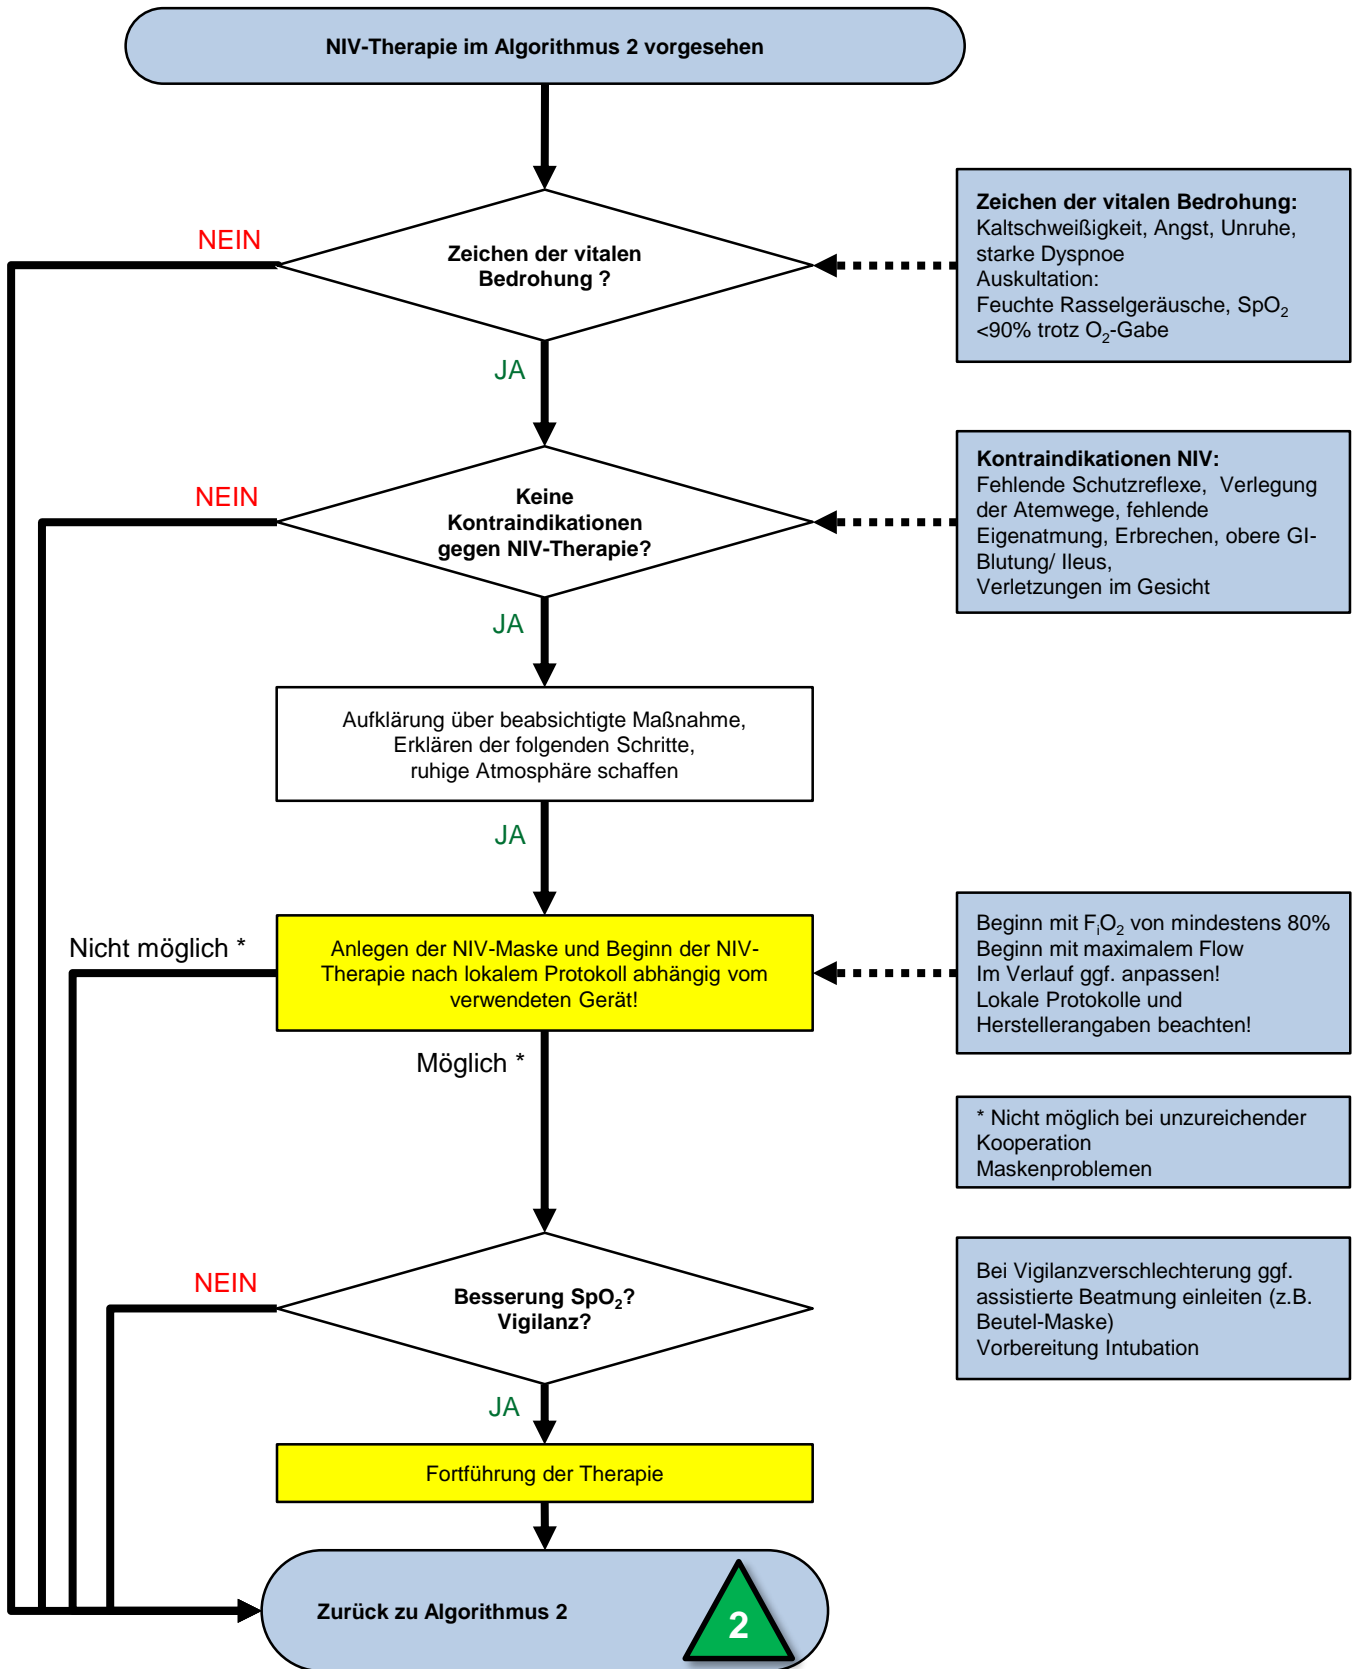 NIV-Therapie im Algorithmus 2 vorgesehen
NEIN
Zeichen der vitalen
Bedrohung ?
Zeichen der vitalen Bedrohung:
Kaltschweißigkeit, Angst, Unruhe,
starke Dyspnoe
Auskultation:
Feuchte Rasselgeräusche, SpO₂
<90% trotz O₂-Gabe
JA
NEIN
Keine
Kontraindikationen
gegen NIV-Therapie?
Kontraindikationen NIV:
Fehlende Schutzreflexe, Verlegung
der Atemwege, fehlende
Eigenatmung, Erbrechen, obere GI-
Blutung/ Ileus,
Verletzungen im Gesicht
JA
Aufklärung über beabsichtigte Maßnahme,
Erklären der folgenden Schritte,
ruhige Atmosphäre schaffen
JA
Nicht möglich *
Anlegen der NIV-Maske und Beginn der NIV-
Therapie nach lokalem Protokoll abhängig vom
verwendeten Gerät!
Beginn mit FᵢO₂ von mindestens 80%
Beginn mit maximalem Flow
Im Verlauf ggf. anpassen!
Lokale Protokolle und
Herstellerangaben beachten!
Möglich *
* Nicht möglich bei unzureichender
Kooperation
Maskenproblemen
NEIN
Besserung SpO₂?
Vigilanz?
Bei Vigilanzverschlechterung ggf.
assistierte Beatmung einleiten (z.B.
Beutel-Maske)
Vorbereitung Intubation
JA
Fortführung der Therapie
Zurück zu Algorithmus 2
2